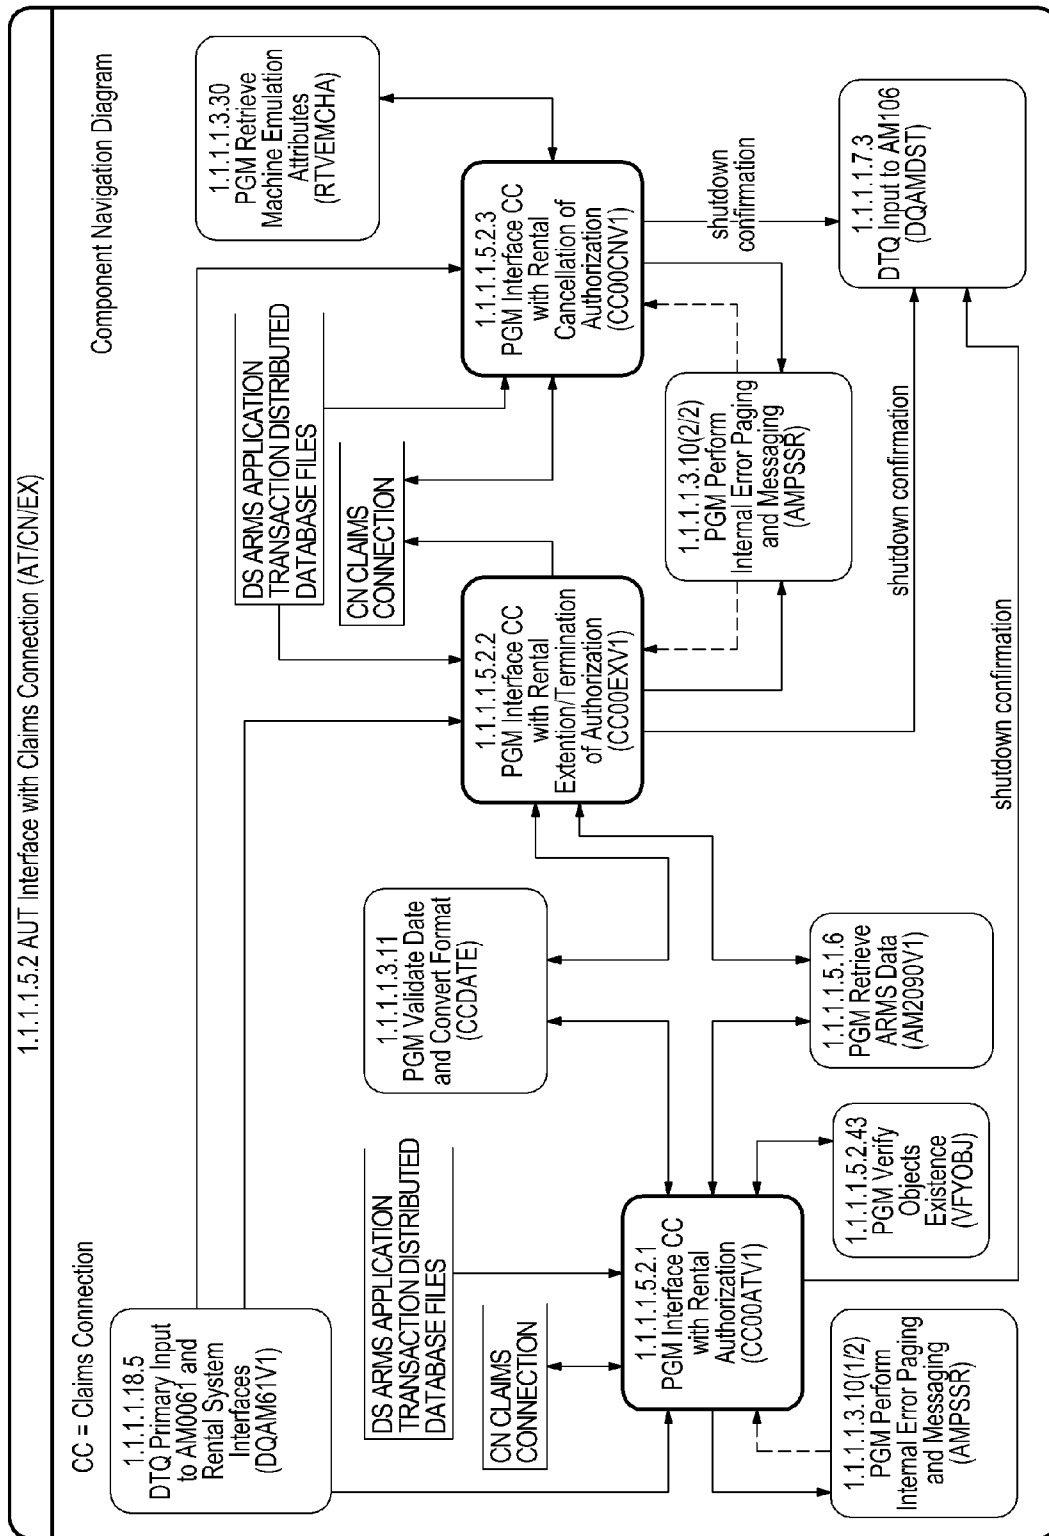 1.1.1.1.5.2 AUT Interface with Claims Connection (AT/CN/EX)
CC = Claims Connection
Component Navigation Diagram
1.1.1.1.18.5
DTQ Primary Input
to AM0061 and
Rental System
Interfaces
(DQAM61V1)
1.1.1.1.3.30
PGM Retrieve
Machine Emulation
Attributes
(RTVEMCHA)
DS ARMS APPLICATION
TRANSACTION DISTRIBUTED
DATABASE FILES
CN CLAIMS
CONNECTION
DS ARMS APPLICATION
TRANSACTION DISTRIBUTED
DATABASE FILES
CN CLAIMS
CONNECTION
1.1.1.1.3.11
PGM Validate Date
and Convert Format
(CCDATE)
1.1.1.1.5.2.2
PGM Interface CC
with Rental
Extention/Termination
of Authorization
(CC00EXV1)
1.1.1.1.5.2.3
PGM Interface CC
with Rental
Cancellation of
Authorization
(CC00CNV1)
1.1.1.1.5.2.1
PGM Interface CC
with Rental
Authorization
(CC00ATV1)
1.1.1.1.3.10(2/2)
PGM Perform
Internal Error Paging
and Messaging
(AMPSSR)
shutdown
confirmation
1.1.1.1.3.10(1/2)
PGM Perform
Internal Error Paging
and Messaging
(AMPSSR)
1.1.1.1.5.2.43
PGM Verify
Objects
Existence
(VFYOBJ)
1.1.1.1.5.1.6
PGM Retrieve
ARMS Data
(AM2090V1)
1.1.1.1.7.3
DTQ Input to AM106
(DQAMDST)
shutdown confirmation
shutdown confirmation